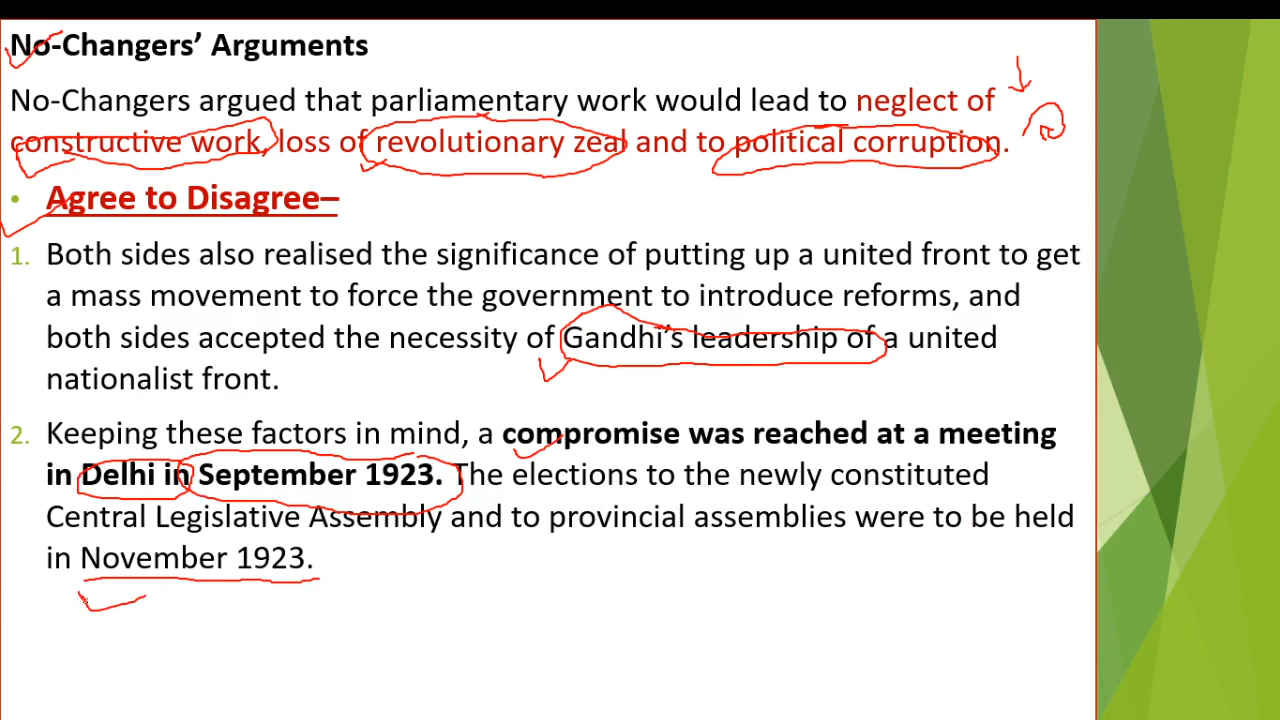 No-Changers’ Arguments
No-Changers argued that parliamentary work would lead to neglect of
constructive work, loss of revolutionary zeal and to political corruption.
• Agree to Disagree–
1. Both sides also realised the significance of putting up a united front to get
a mass movement to force the government to introduce reforms, and
both sides accepted the necessity of Gandhi’s leadership of a united
nationalist front.
2. Keeping these factors in mind, a compromise was reached at a meeting
in Delhi in September 1923. The elections to the newly constituted
Central Legislative Assembly and to provincial assemblies were to be held
in November 1923.